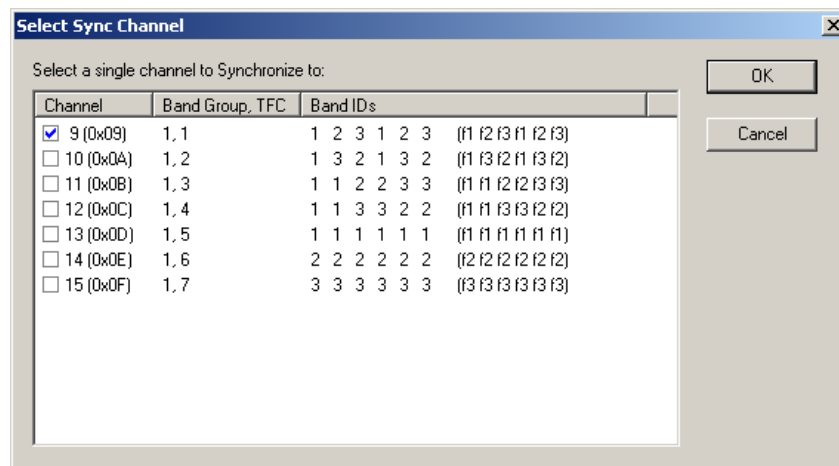 Select Sync Channel
Select a single channel to Synchronize to:
OK
Cancel
Channel Band Group, TFC Band IDs
9 (0x09) 1, 1 1 2 3 1 2 3 (f1 f2 f3 f1 f2 f3)
10 (0x0A) 1, 2 1 3 2 1 3 2 (f1 f3 f2 f1 f3 f2)
11 (0x0B) 1, 3 1 1 2 2 3 3 (f1 f1 f2 f2 f3 f3)
12 (0x0C) 1, 4 1 1 3 3 2 2 (f1 f1 f3 f3 f2 f2)
13 (0x0D) 1, 5 1 1 1 1 1 1 (f1 f1 f1 f1 f1 f1)
14 (0x0E) 1, 6 2 2 2 2 2 2 (f2 f2 f2 f2 f2 f2)
15 (0x0F) 1, 7 3 3 3 3 3 3 (f3 f3 f3 f3 f3 f3)